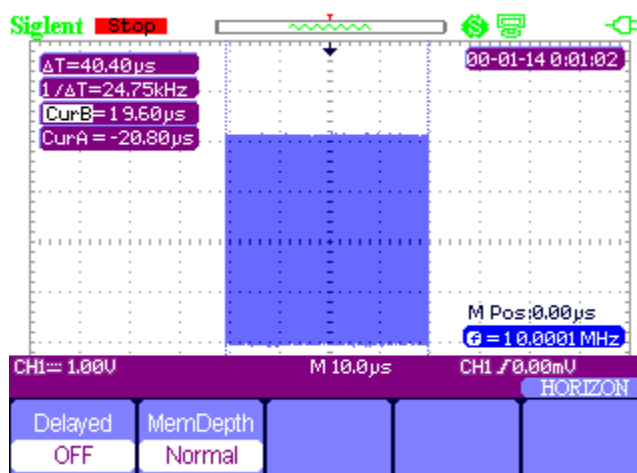 Siglent Stop
ΔT=40.40µs
00-01-14 0:01:02
1/ΔT=24.75kHz
CurB=19.60µs
CurA=-20.80µs
M Pos:0.00µs
f=10.0001MHz
CH1 1.00V M 10.0µs CH1 0.00mV
HORIZON
Delayed MemDepth
OFF Normal